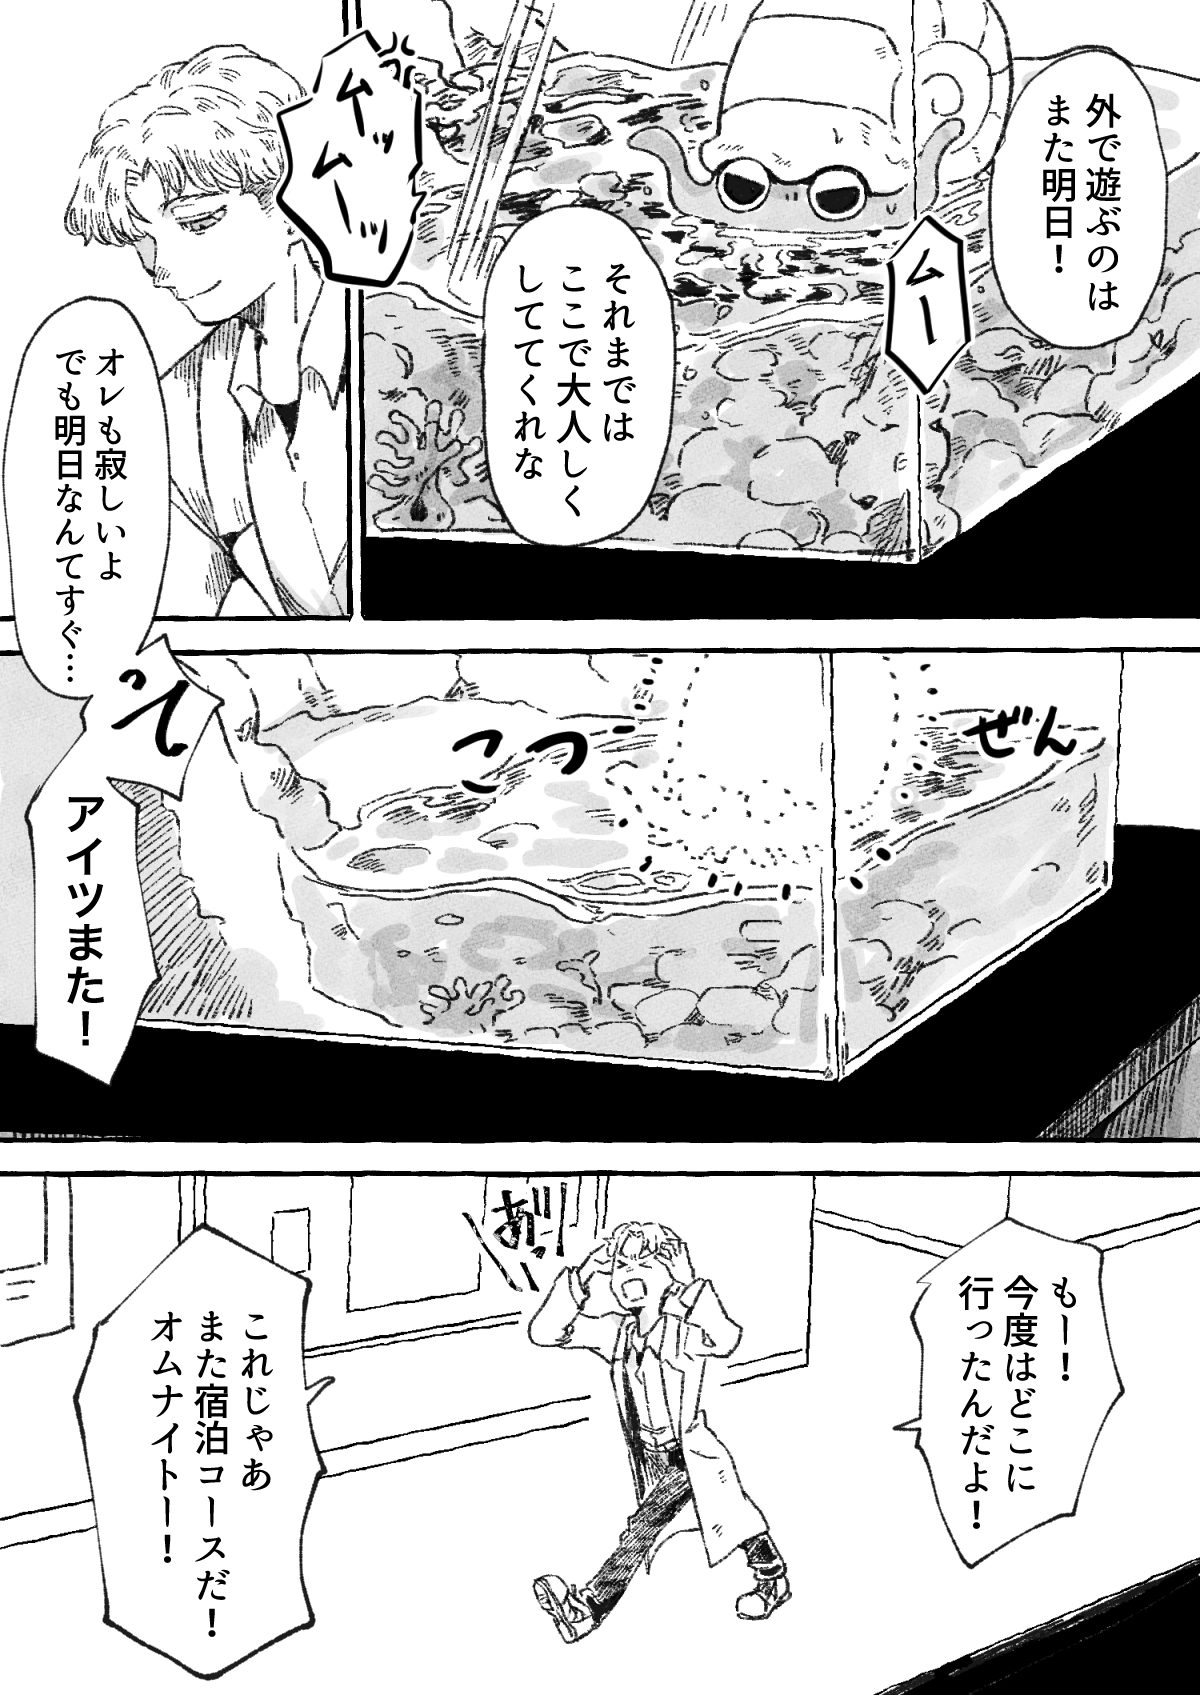 外で遊ぶのは
また明日！
ムー
それまでは
ここで大人しく
しててくれな
ムッ
ムーッ
オレも寂しいよ
でも明日なんてすぐ…
って
アイツまた！
こつ
ぜん
もー！
今度はどこに
行ったんだよ！
あっ
これじゃあ
また宿泊コースだ！
オムナイトー！